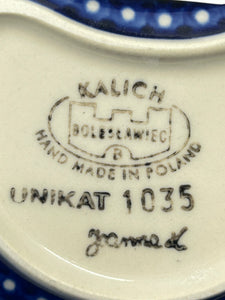 KALICH
BOLESŁAWIEC
B
HAND MADE IN POLAND
UNIKAT 1035